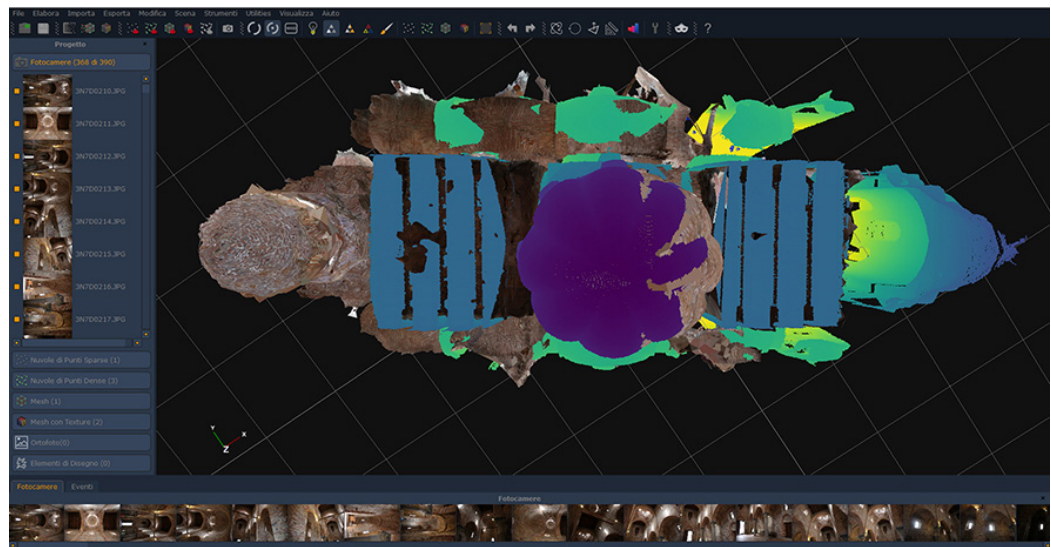 File Elabora Importa Esporta Modifica Scena Strumenti Utilities Visualizza Aiuto
Progetto
Fotocamere (368 di 390)
3N7D0210.JPG
3N7D0211.JPG
3N7D0212.JPG
3N7D0213.JPG
3N7D0214.JPG
3N7D0215.JPG
3N7D0216.JPG
3N7D0217.JPG
Nuvole di Punti Sparse (1)
Nuvole di Punti Dense (3)
Mesh (1)
Mesh con Texture (2)
Ortofoto(0)
Elementi di Disegno (0)
Y
X
Z
Fotocamere Eventi
Fotocamere